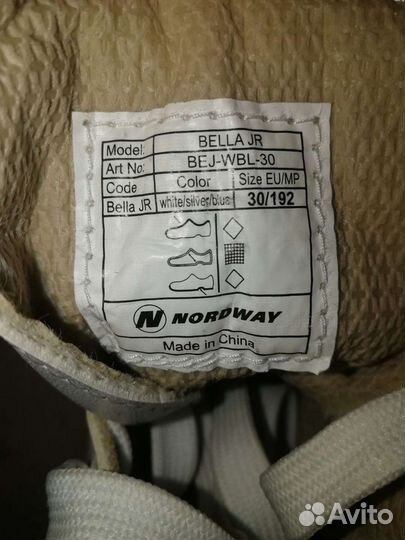 Model: BELLA JR
Art No: BEJ-WBL-30
Code Color Size EU/MP
Bella JR white/silver/blue 30/192
NORDWAY
Made in China
Avito